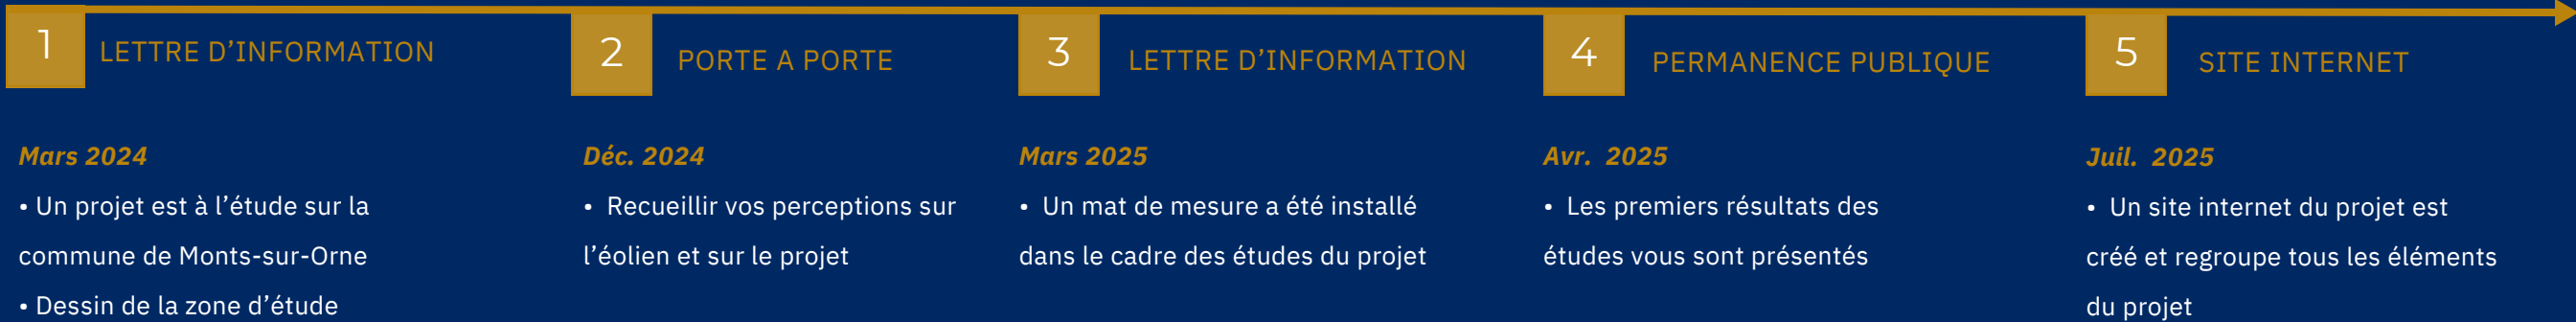 1
LETTRE D’INFORMATION
Mars 2024
• Un projet est à l’étude sur la
commune de Monts-sur-Orne
• Dessin de la zone d’étude
2
PORTE A PORTE
Déc. 2024
• Recueillir vos perceptions sur
l’éolien et sur le projet
3
LETTRE D’INFORMATION
Mars 2025
• Un mat de mesure a été installé
dans le cadre des études du projet
4
PERMANENCE PUBLIQUE
Avr. 2025
• Les premiers résultats des
études vous sont présentés
5
SITE INTERNET
Juil. 2025
• Un site internet du projet est
créé et regroupe tous les éléments
du projet